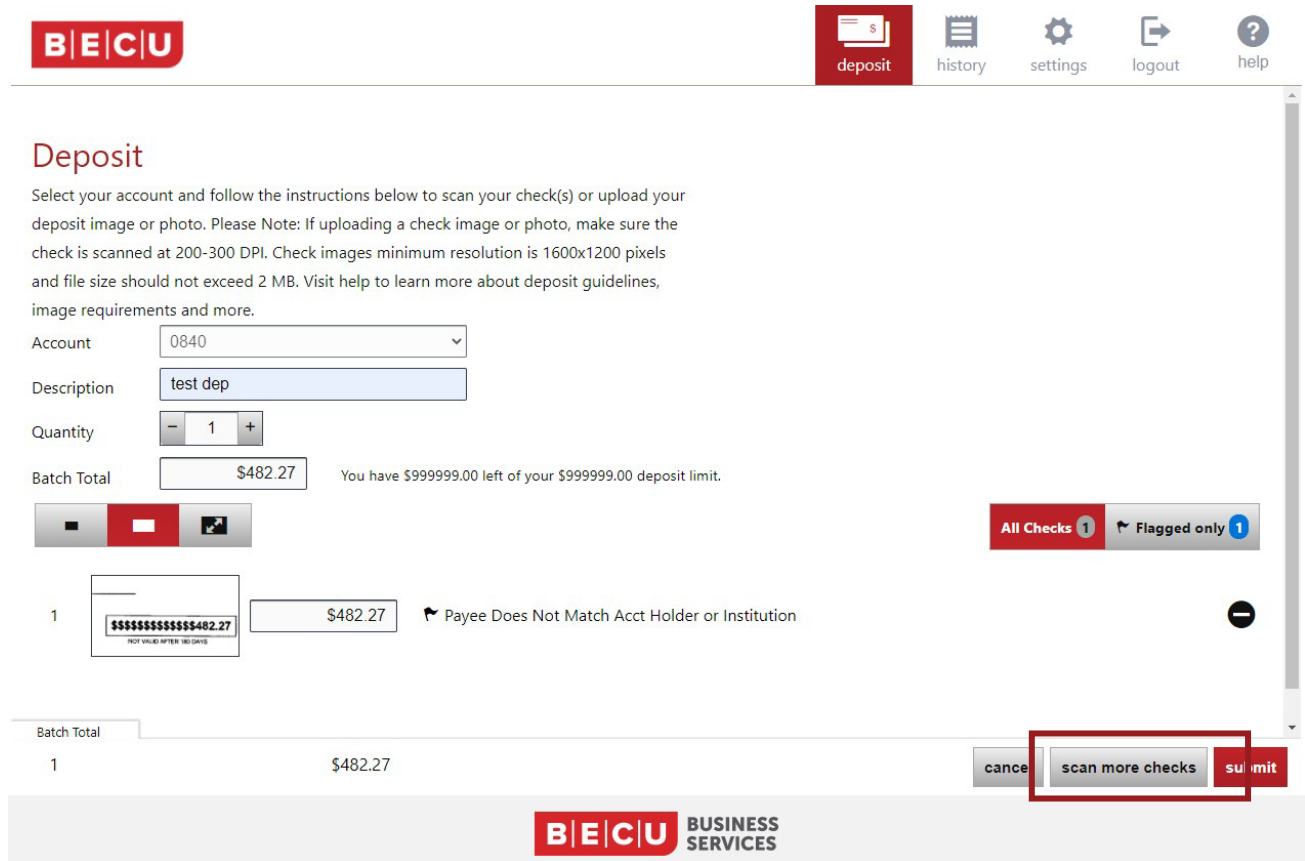 BECU
deposit
history
settings
logout
help
Deposit
Select your account and follow the instructions below to scan your check(s) or upload your
deposit image or photo. Please Note: If uploading a check image or photo, make sure the
check is scanned at 200-300 DPI. Check images minimum resolution is 1600x1200 pixels
and file size should not exceed 2 MB. Visit help to learn more about deposit guidelines,
image requirements and more.
Account 0840
Description test dep
Quantity − 1 +
Batch Total $482.27 You have $999999.00 left of your $999999.00 deposit limit.
All Checks 1 Flagged only 1
1 $482.27 Payee Does Not Match Acct Holder or Institution
$$$$$$$$$$$$$482.27
NOT VALID AFTER 180 DAYS
Batch Total
1 $482.27
cancel scan more checks submit
BECU BUSINESS
SERVICES